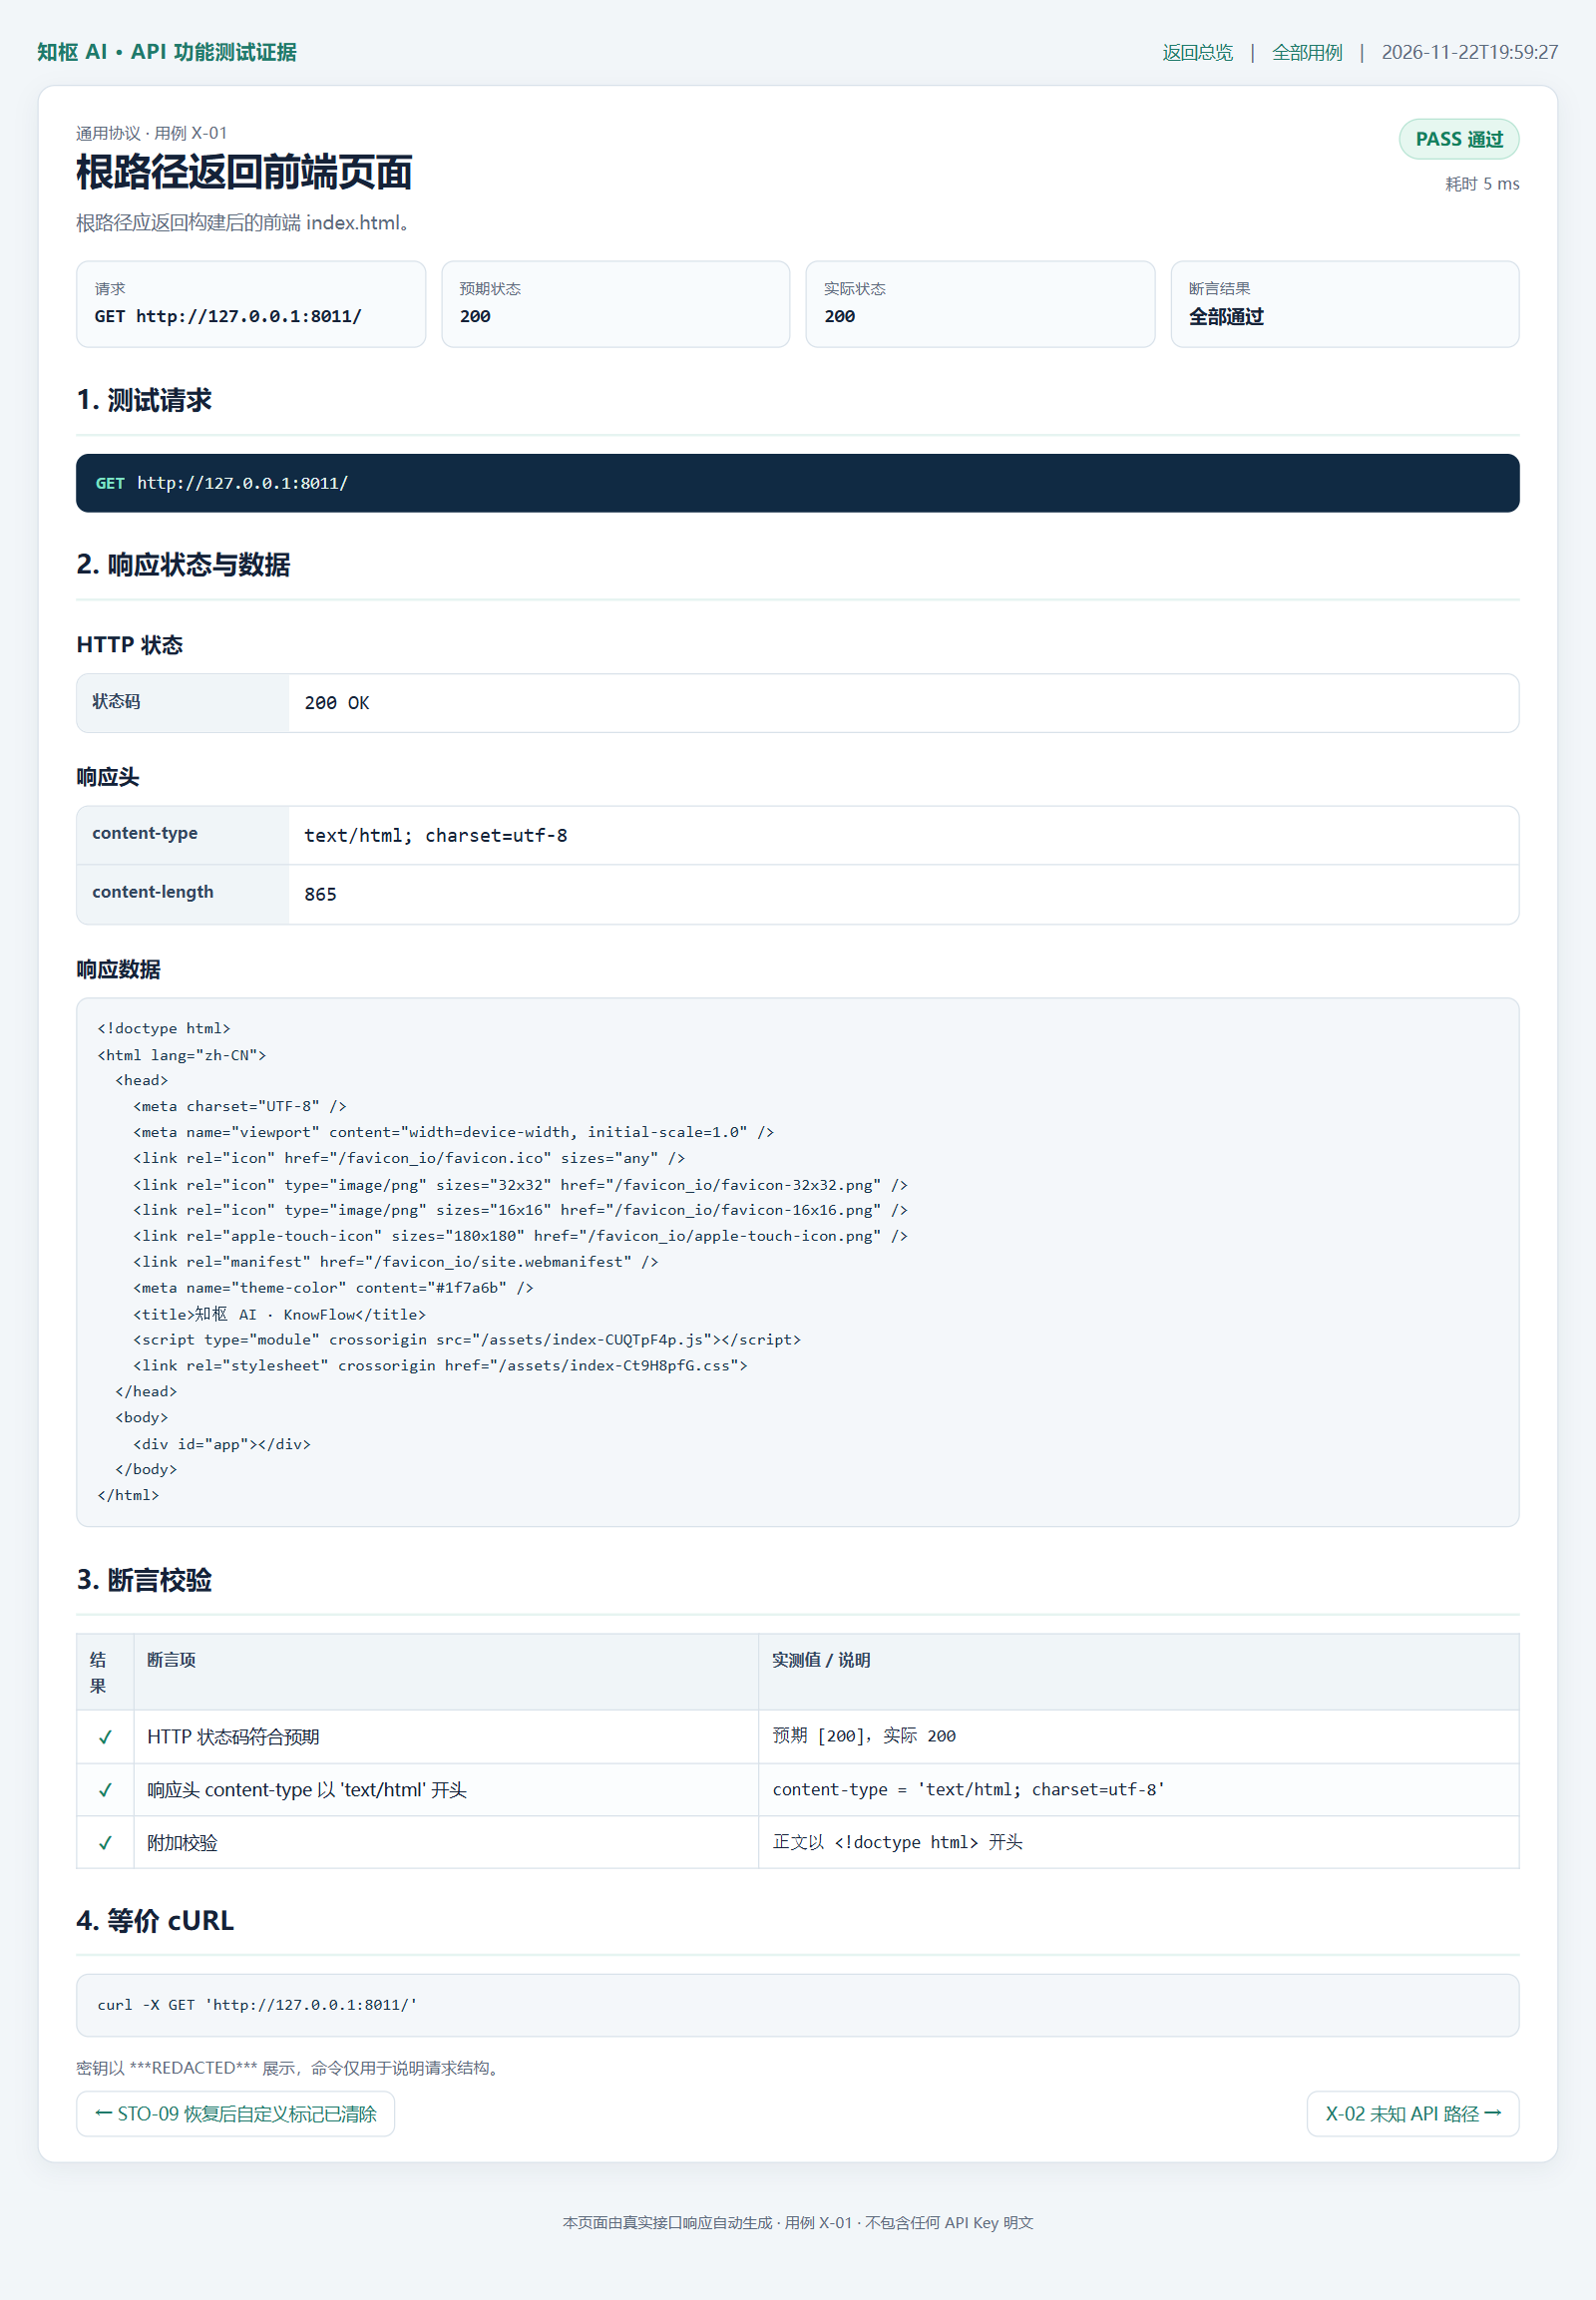 知枢 AI · API 功能测试证据
返回总览 | 全部用例 | 2026-11-22T19:59:27
通用协议 · 用例 X-01
根路径返回前端页面
根路径应返回构建后的前端 index.html。
PASS 通过
耗时 5 ms
请求
GET http://127.0.0.1:8011/
预期状态
200
实际状态
200
断言结果
全部通过
1. 测试请求
GET http://127.0.0.1:8011/
2. 响应状态与数据
HTTP 状态
状态码 200 OK
响应头
content-type text/html; charset=utf-8
content-length 865
响应数据
<!doctype html>
<html lang="zh-CN">
  <head>
    <meta charset="UTF-8" />
    <meta name="viewport" content="width=device-width, initial-scale=1.0" />
    <link rel="icon" href="/favicon_io/favicon.ico" sizes="any" />
    <link rel="icon" type="image/png" sizes="32x32" href="/favicon_io/favicon-32x32.png" />
    <link rel="icon" type="image/png" sizes="16x16" href="/favicon_io/favicon-16x16.png" />
    <link rel="apple-touch-icon" sizes="180x180" href="/favicon_io/apple-touch-icon.png" />
    <link rel="manifest" href="/favicon_io/site.webmanifest" />
    <meta name="theme-color" content="#1f7a6b" />
    <title>知枢 AI · KnowFlow</title>
    <script type="module" crossorigin src="/assets/index-CUQTpF4p.js"></script>
    <link rel="stylesheet" crossorigin href="/assets/index-Ct9H8pfG.css">
  </head>
  <body>
    <div id="app"></div>
  </body>
</html>
3. 断言校验
结果 断言项 实测值 / 说明
✓ HTTP 状态码符合预期 预期 [200], 实际 200
✓ 响应头 content-type 以 'text/html' 开头 content-type = 'text/html; charset=utf-8'
✓ 附加校验 正文以 <!doctype html> 开头
4. 等价 cURL
curl -X GET 'http://127.0.0.1:8011/'
密钥以 ***REDACTED*** 展示，命令仅用于说明请求结构。
← STO-09 恢复后自定义标记已清除
X-02 未知 API 路径 →
本页面由真实接口响应自动生成 · 用例 X-01 · 不包含任何 API Key 明文